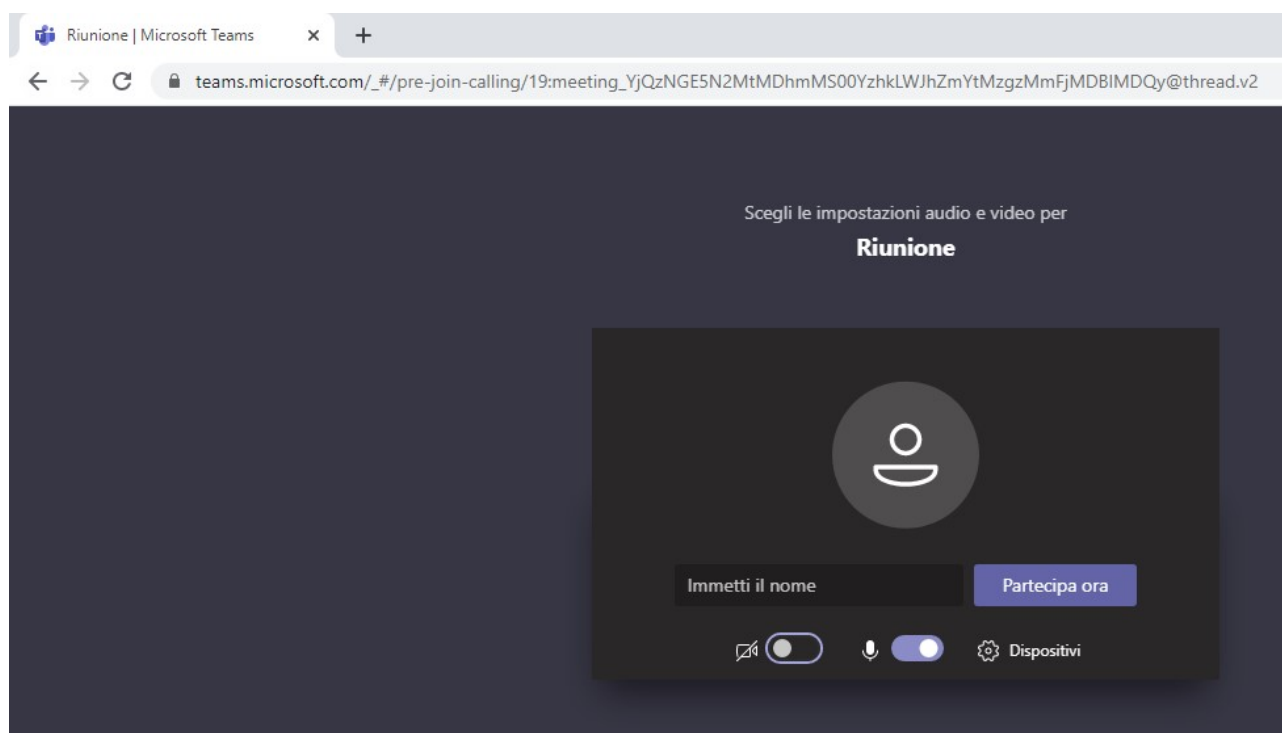 Riunione | Microsoft Teams
teams.microsoft.com/_#/pre-join-calling/19:meeting_YjQzNGE5N2MtMDhmMS00YzhkLWJhZmYtMzgzMmFjMDBlMDQy@thread.v2
Scegli le impostazioni audio e video per
Riunione
Immetti il nome
Partecipa ora
Dispositivi